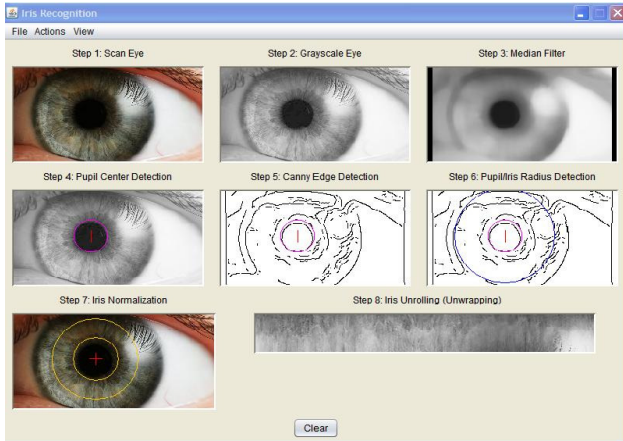 Iris Recognition
File Actions View
Step 1: Scan Eye
Step 2: Grayscale Eye
Step 3: Median Filter
Step 4: Pupil Center Detection
Step 5: Canny Edge Detection
Step 6: Pupil/Iris Radius Detection
Step 7: Iris Normalization
Step 8: Iris Unrolling (Unwrapping)
Clear